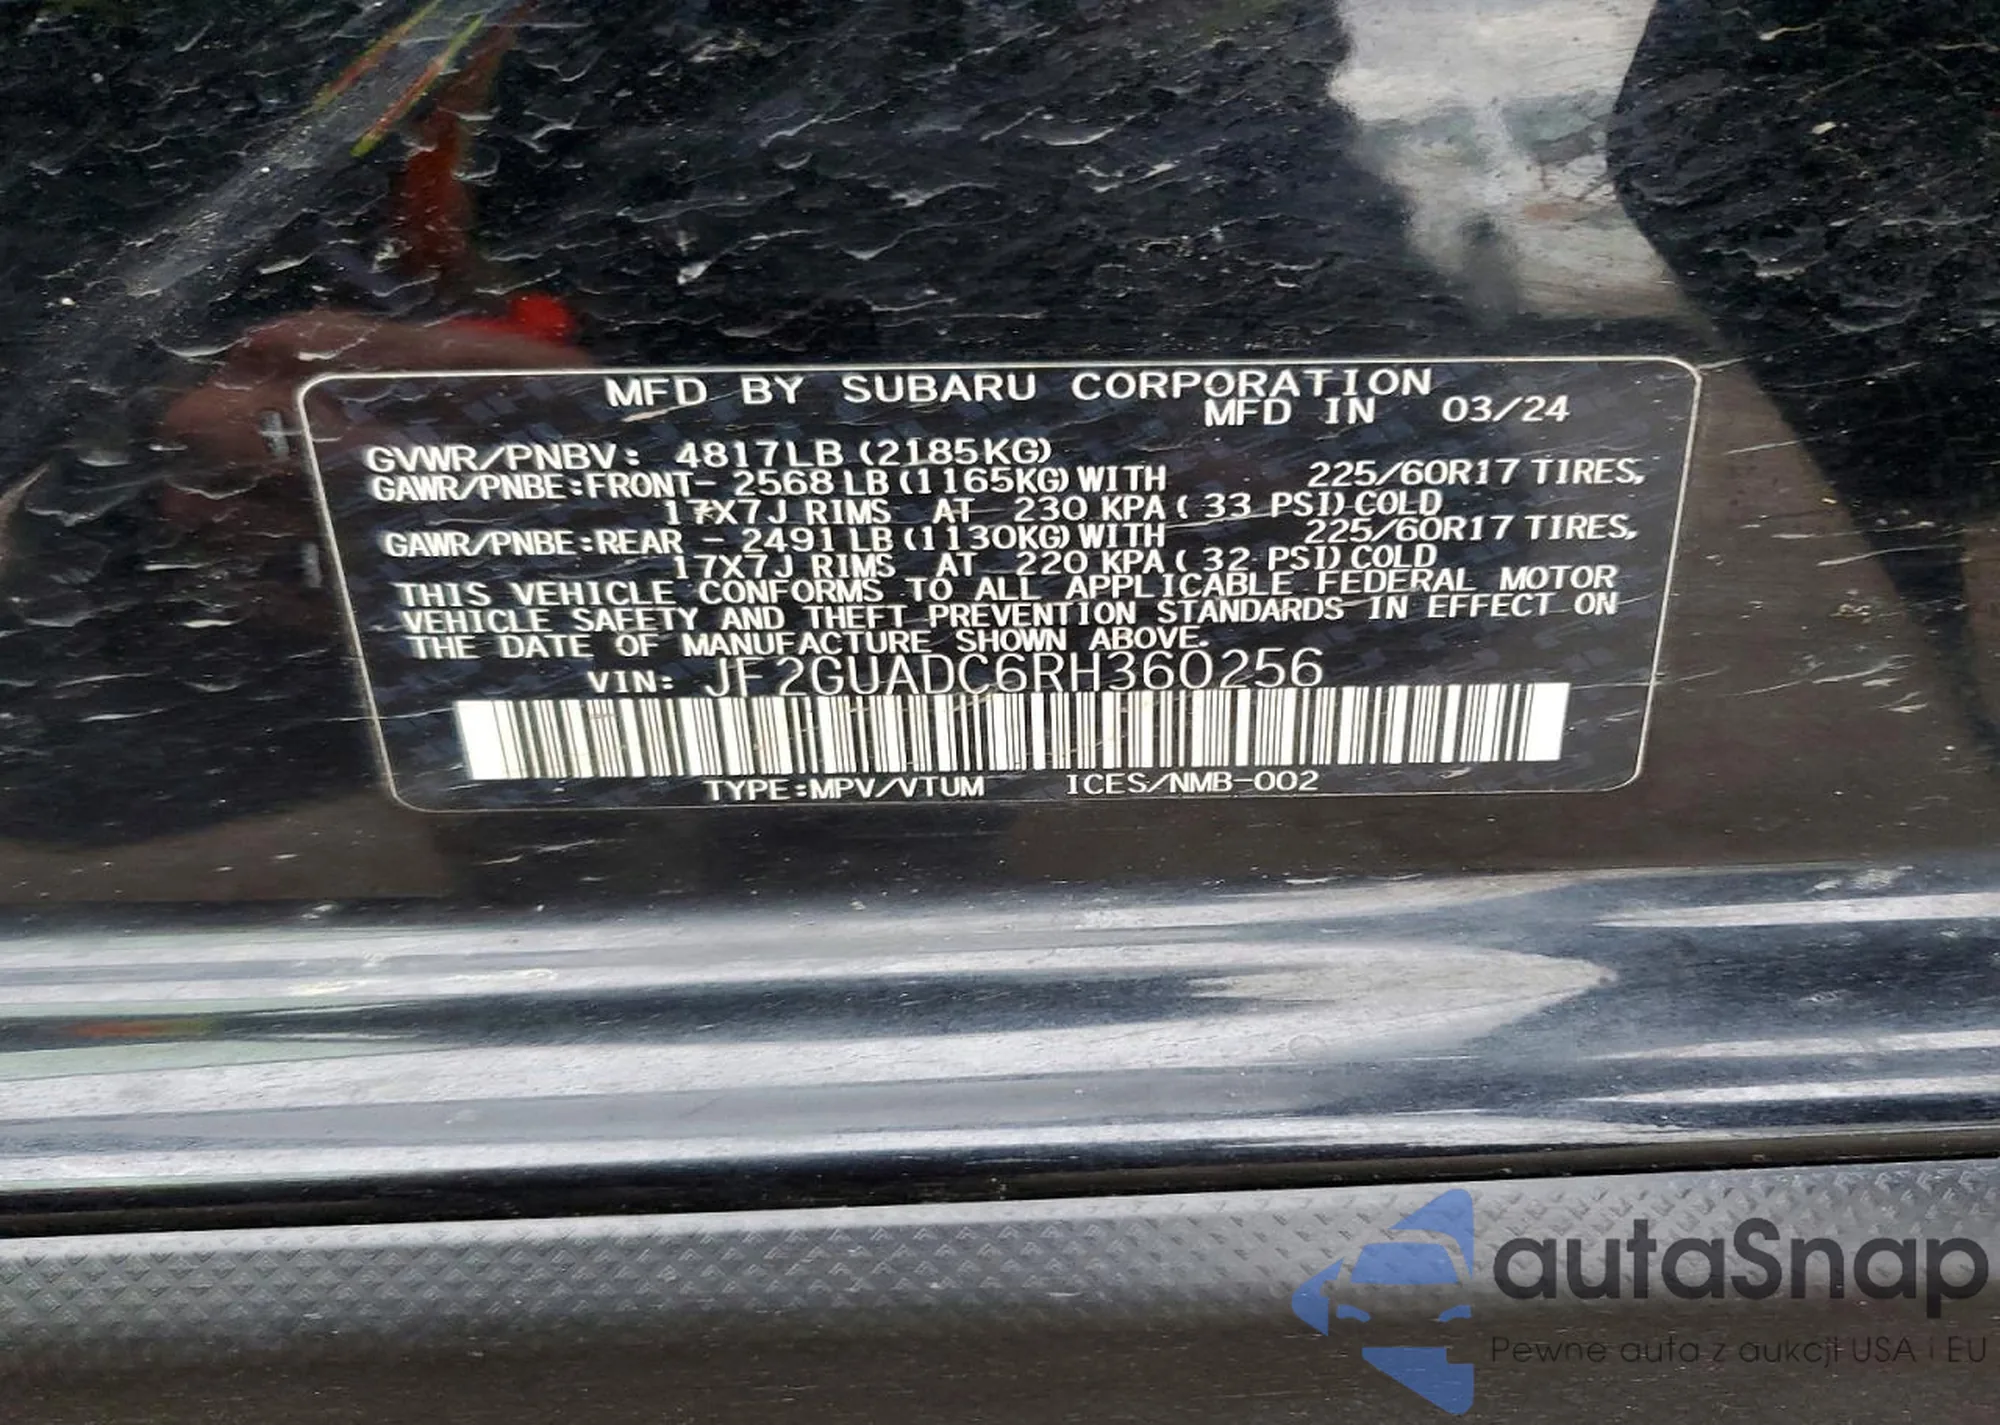 MFD BY SUBARU CORPORATION
MFD IN 03/24
GVWR/PNBV: 4817LB (2185KG)
GAWR/PNBE:FRONT- 2568LB (1165KG) WITH 225/60R17 TIRES,
17X7J RIMS AT 230 KPA ( 33 PSI) COLD
GAWR/PNBE:REAR - 2491LB (1130KG) WITH 225/60R17 TIRES,
17X7J RIMS AT 220 KPA ( 32 PSI) COLD
THIS VEHICLE CONFORMS TO ALL APPLICABLE FEDERAL MOTOR
VEHICLE SAFETY AND THEFT PREVENTION STANDARDS IN EFFECT ON
THE DATE OF MANUFACTURE SHOWN ABOVE.
VIN: JF2GUADC6RH360256
TYPE:MPV/VTUM ICES/NMB-002
autaSnap
Pewne auta z aukcji USA i EU